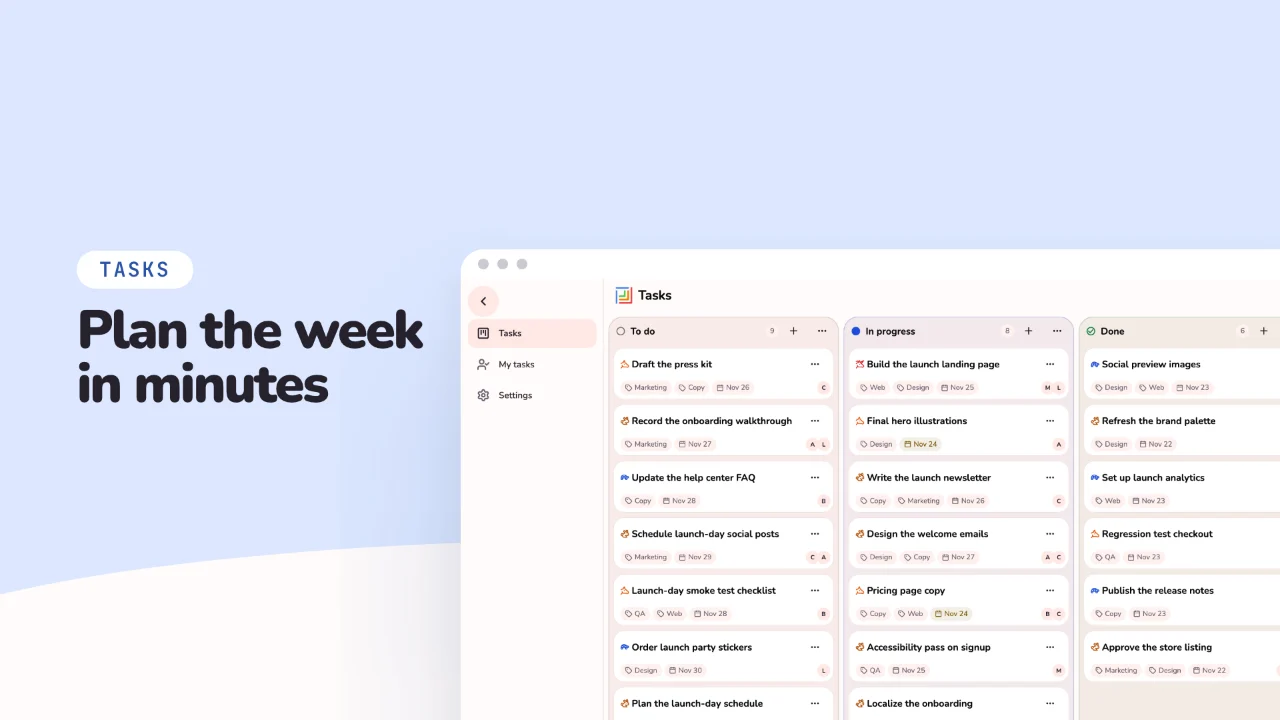 TASKS
Plan the week
in minutes
Tasks
My tasks
Settings
Tasks
To do 9
Draft the press kit
Marketing Copy Nov 26 C
Record the onboarding walkthrough
Marketing Nov 27 A L
Update the help center FAQ
Copy Nov 28 B
Schedule launch-day social posts
Marketing Nov 29 C A
Launch-day smoke test checklist
QA Web Nov 28 B
Order launch party stickers
Design Nov 30 L
Plan the launch-day schedule
In progress 8
Build the launch landing page
Web Design Nov 25 M L
Final hero illustrations
Design Nov 24 A
Write the launch newsletter
Copy Marketing Nov 26 C
Design the welcome emails
Design Copy Nov 27 A C
Pricing page copy
Copy Web Nov 24 B C
Accessibility pass on signup
QA Nov 25 M
Localize the onboarding
Done 6
Social preview images
Design Web Nov 23
Refresh the brand palette
Design Nov 22
Set up launch analytics
Web Nov 23
Regression test checkout
QA Nov 23
Publish the release notes
Copy Nov 23
Approve the store listing
Marketing Design Nov 22